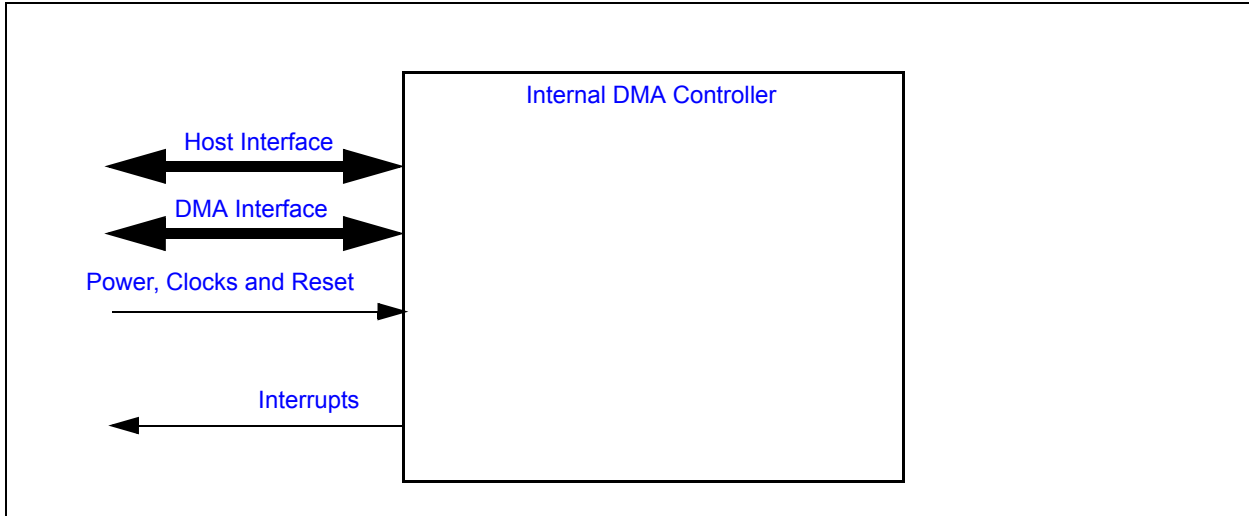 Internal DMA Controller
Host Interface
DMA Interface
Power, Clocks and Reset
Interrupts